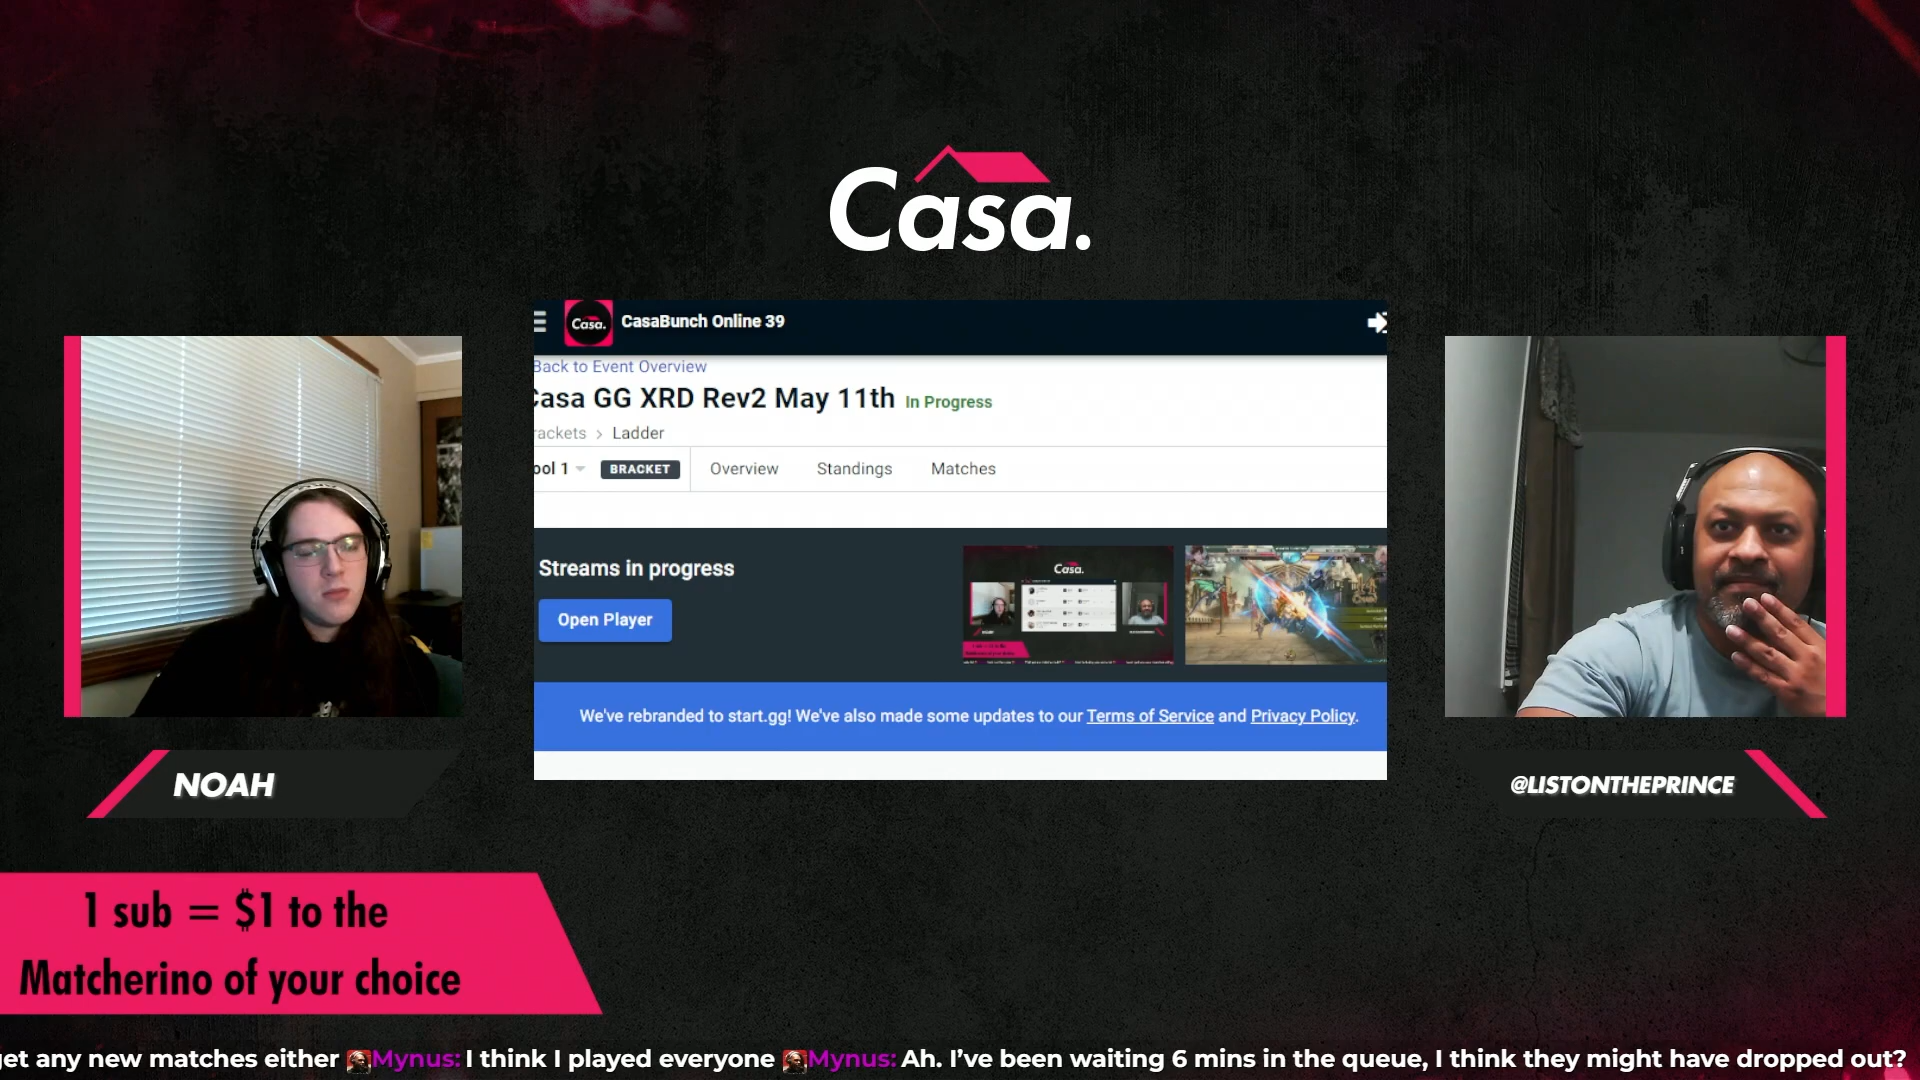 Casa.
Casa. CasaBunch Online 39
Back to Event Overview
Casa GG XRD Rev2 May 11th In Progress
rackets > Ladder
ool 1 BRACKET Overview Standings Matches
Streams in progress
Casa.
Open Player
We've rebranded to start.gg! We've also made some updates to our Terms of Service and Privacy Policy.
NOAH
@LISTONTHEPRINCE
1 sub = $1 to the
Matcherino of your choice
get any new matches either Mynus: I think I played everyone Mynus: Ah. I've been waiting 6 mins in the queue, I think they might have dropped out?